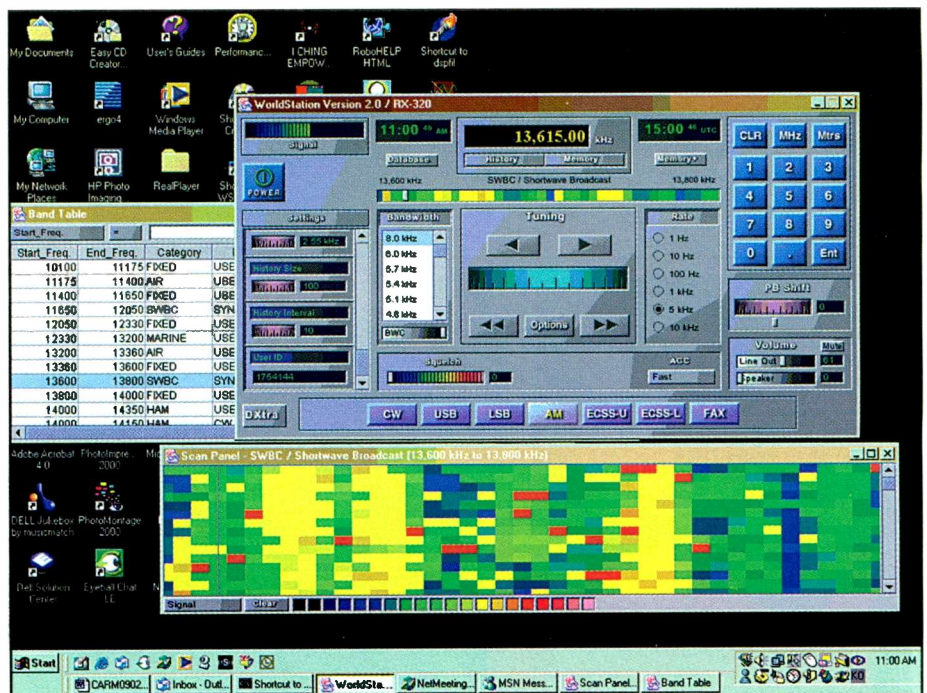 My Documents
Easy CD Creator...
User's Guides
Performanc...
I CHING EMPOW...
RoboHELP HTML
Shortcut to dspfil
My Computer
ergo4
Windows Media Player
My Network Places
HP Photo Imaging
RealPlayer
WorldStation Version 2.0 / RX-320
Signal
11:00 AM
13,615.00 kHz
15:00 46 UTC
Database
History
Memory
Memory+
POWER
13,600 kHz
SWBC / Shortwave Broadcast
13,800 kHz
CLR MHz Mtrs
1 2 3
4 5 6
7 8 9
0 . Ent
Settings
2.55 kHz
History Size
100
History Interval
10
User ID
1754144
Bandwidth
8.0 kHz
6.0 kHz
5.7 kHz
5.4 kHz
5.1 kHz
4.8 kHz
BWC
Tuning
Options
Rate
1 Hz
10 Hz
100 Hz
1 kHz
5 kHz
10 kHz
PB Shift
0
Squelch
0
AGC
Fast
Volume
Mute
Line Out
61
Speaker
0
DXtra
CW USB LSB AM ECSS-U ECSS-L FAX
Band Table
Start_Freq. =
Start_Freq. End_Freq. Category
10100 11175 FIXED USE
11175 11400 AIR USE
11400 11650 FIXED USE
11650 12050 SWBC SYN
12050 12330 FIXED USE
12330 13200 MARINE USE
13200 13360 AIR USE
13360 13600 FIXED USE
13600 13800 SWBC SYN
13800 14000 FIXED USE
14000 14350 HAM USE
14000 14150 HAM CW
Adobe Acrobat 4.0
PhotoImpre... 2000
DELL Jukebox by musicmatch
PhotoMontage 2000
Dell Solution Center
Eyeball Chat LE
Scan Panel - SWBC / Shortwave Broadcast (13,600 kHz to 13,800 kHz)
Signal
Clear
Start
11:00 AM
CARM0902...
Inbox - Outl...
Shortcut to ...
WorldSta...
NetMeeting...
MSN Mess...
Scan Panel...
Band Table